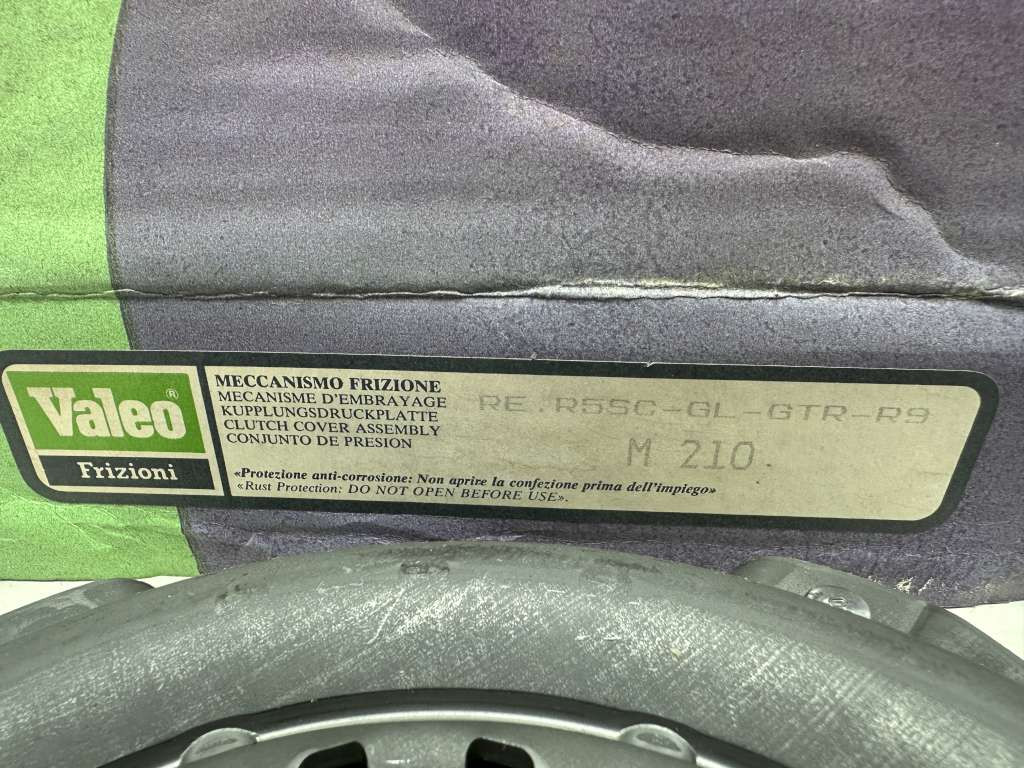 Valeo®
Frizioni
MECCANISMO FRIZIONE
MECANISME D'EMBRAYAGE
KUPPLUNGSDRUCKPLATTE
CLUTCH COVER ASSEMBLY
CONJUNTO DE PRESION
RE.R5SC-GL-GTR-R9
M 210.
«Protezione anti-corrosione: Non aprire la confezione prima dell'impiego»
«Rust Protection: DO NOT OPEN BEFORE USE».